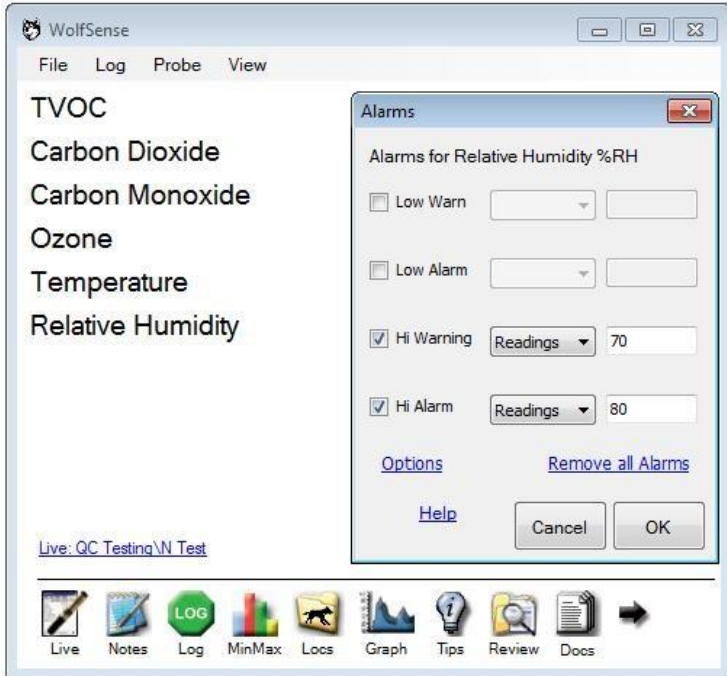 WolfSense
File Log Probe View
TVOC
Carbon Dioxide
Carbon Monoxide
Ozone
Temperature
Relative Humidity
Live: QC Testing\N Test
Alarms
Alarms for Relative Humidity %RH
Low Warn
Low Alarm
Hi Warning Readings 70
Hi Alarm Readings 80
Options Remove all Alarms
Help Cancel OK
LOG
Live Notes Log MinMax Locs Graph Tips Review Docs